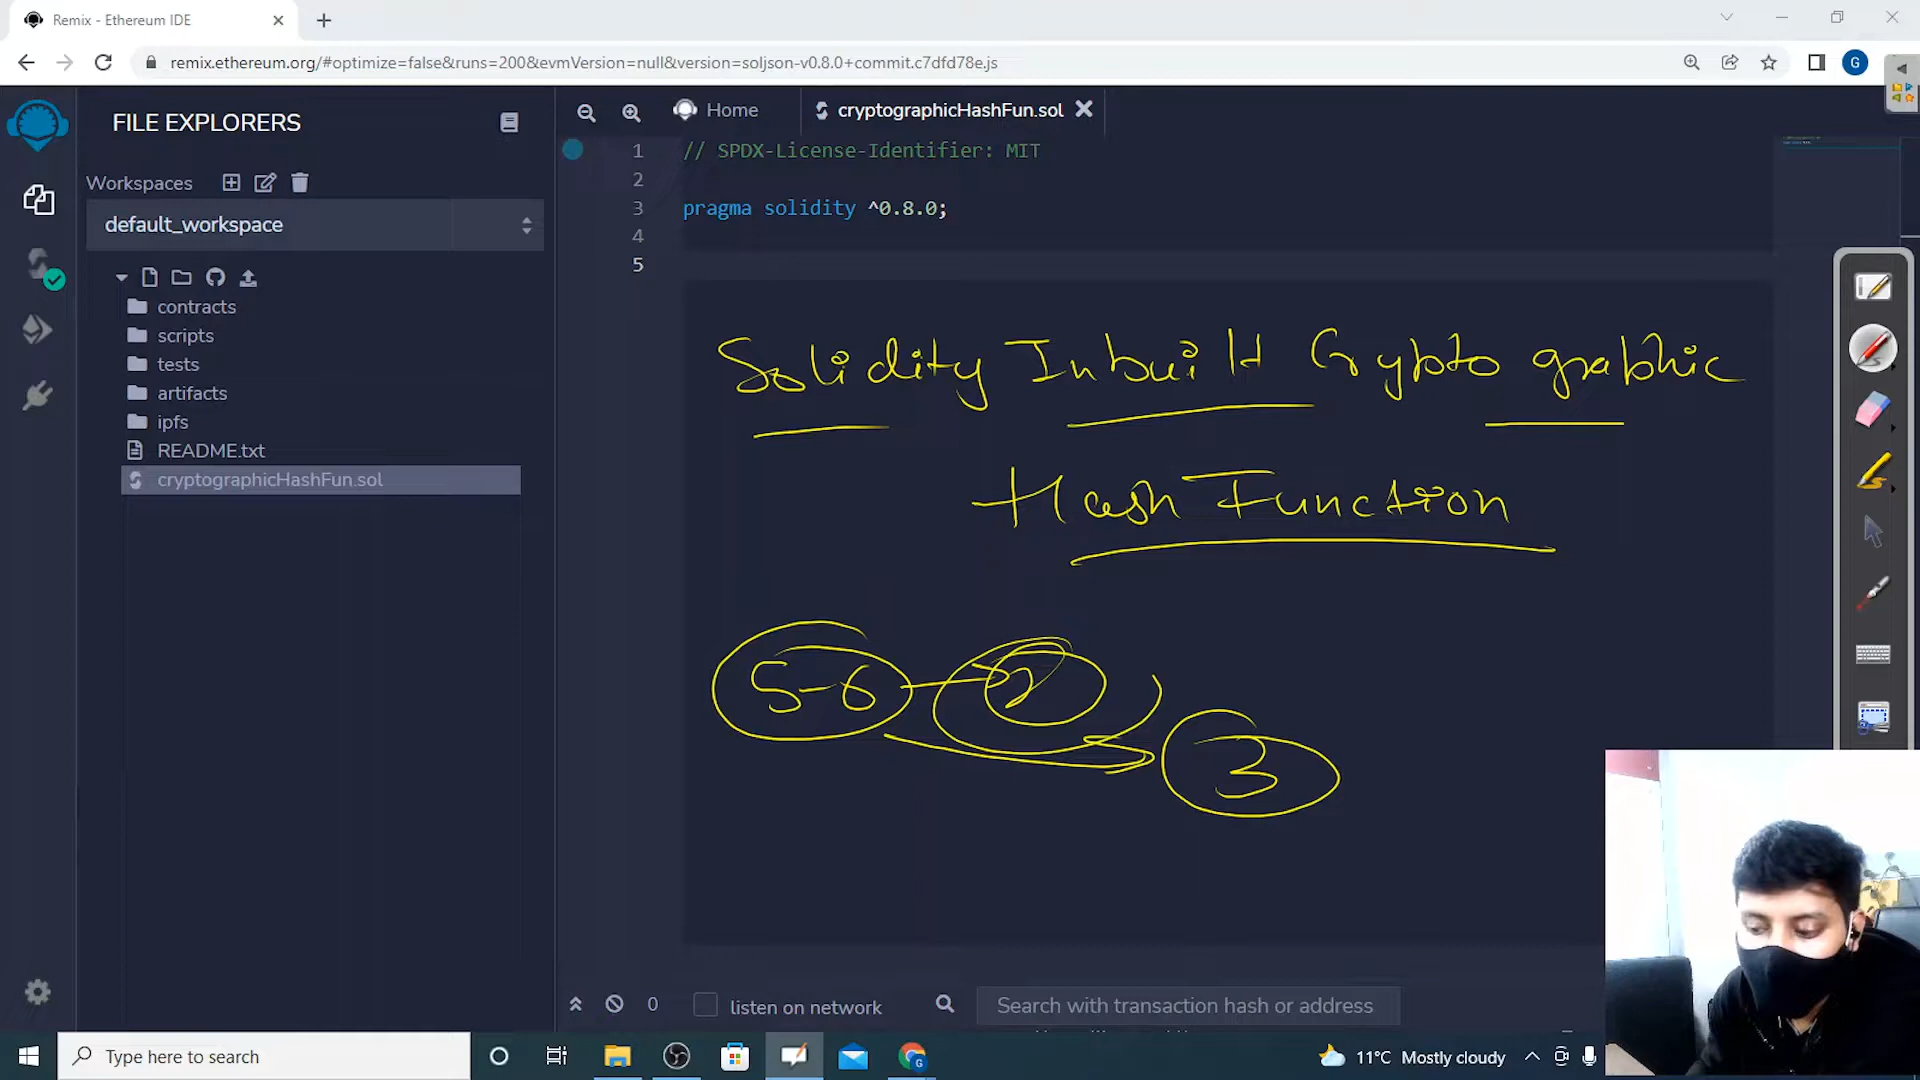 Remix - Ethereum IDE
remix.ethereum.org/#optimize=false&runs=200&evmVersion=null&version=soljson-v0.8.0+commit.c7dfd78e.js
G
FILE EXPLORERS
Home
cryptographicHashFun.sol
Workspaces
default_workspace
contracts
scripts
tests
artifacts
ipfs
README.txt
cryptographicHashFun.sol
1 // SPDX-License-Identifier: MIT
2
3 pragma solidity ^0.8.0;
4
5
Solidity Inbuilt Cryptographic
Hash Function
5-6
2
3
0
listen on network
Search with transaction hash or address
Type here to search
11°C Mostly cloudy